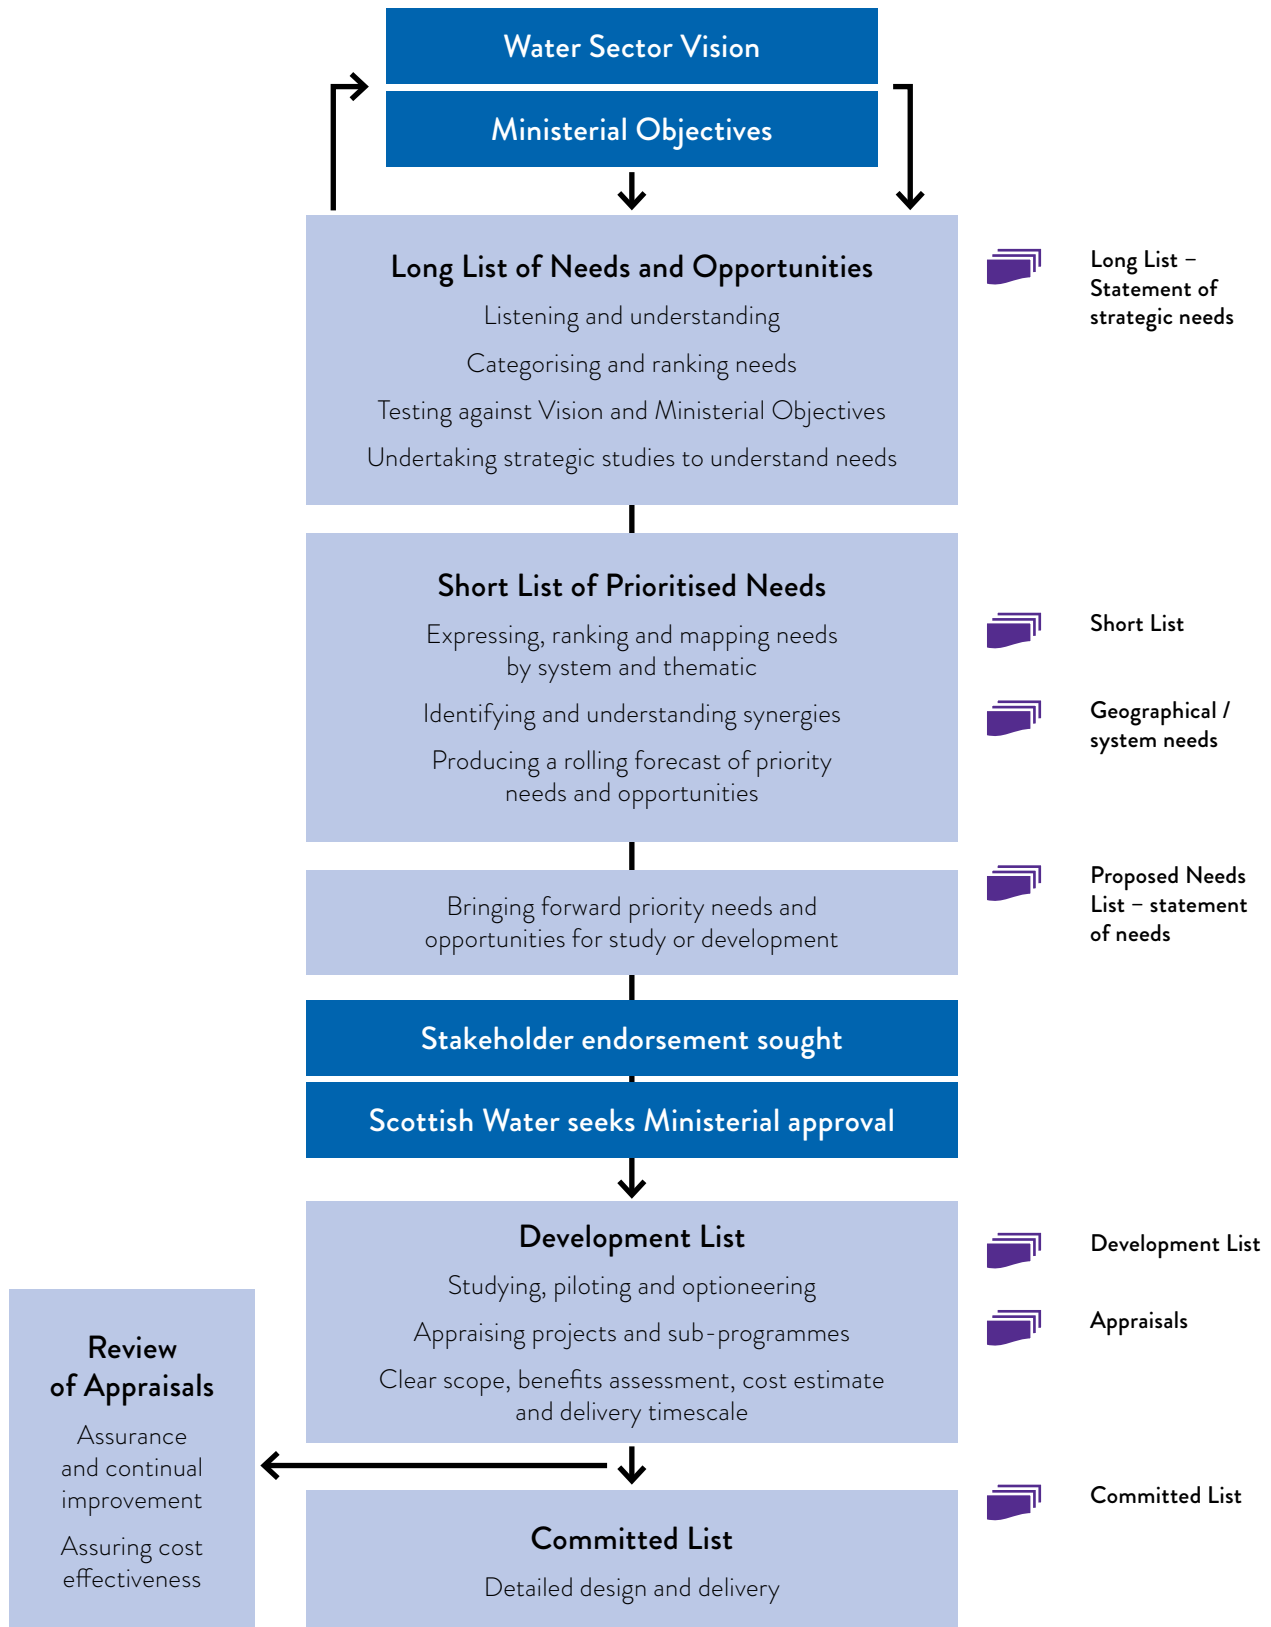 Water Sector Vision
Ministerial Objectives
Long List of Needs and Opportunities
Listening and understanding
Categorising and ranking needs
Testing against Vision and Ministerial Objectives
Undertaking strategic studies to understand needs
Long List –
Statement of
strategic needs
Short List of Prioritised Needs
Expressing, ranking and mapping needs
by system and thematic
Identifying and understanding synergies
Producing a rolling forecast of priority
needs and opportunities
Short List
Geographical /
system needs
Bringing forward priority needs and
opportunities for study or development
Proposed Needs
List – statement
of needs
Stakeholder endorsement sought
Scottish Water seeks Ministerial approval
Development List
Studying, piloting and optioneering
Appraising projects and sub-programmes
Clear scope, benefits assessment, cost estimate
and delivery timescale
Development List
Appraisals
Review
of Appraisals
Assurance
and continual
improvement
Assuring cost
effectiveness
Committed List
Detailed design and delivery
Committed List